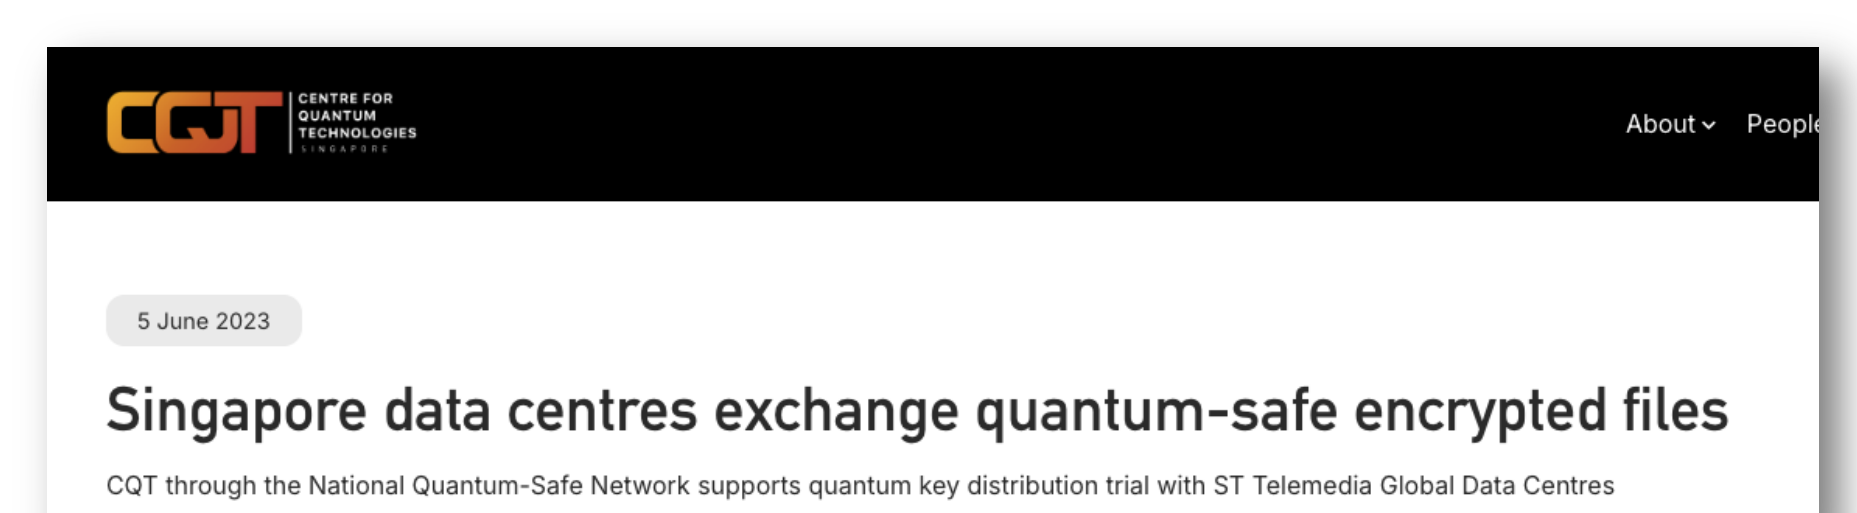 CQT
CENTRE FOR
QUANTUM
TECHNOLOGIES
SINGAPORE
About
People
5 June 2023
Singapore data centres exchange quantum-safe encrypted files
CQT through the National Quantum-Safe Network supports quantum key distribution trial with ST Telemedia Global Data Centres